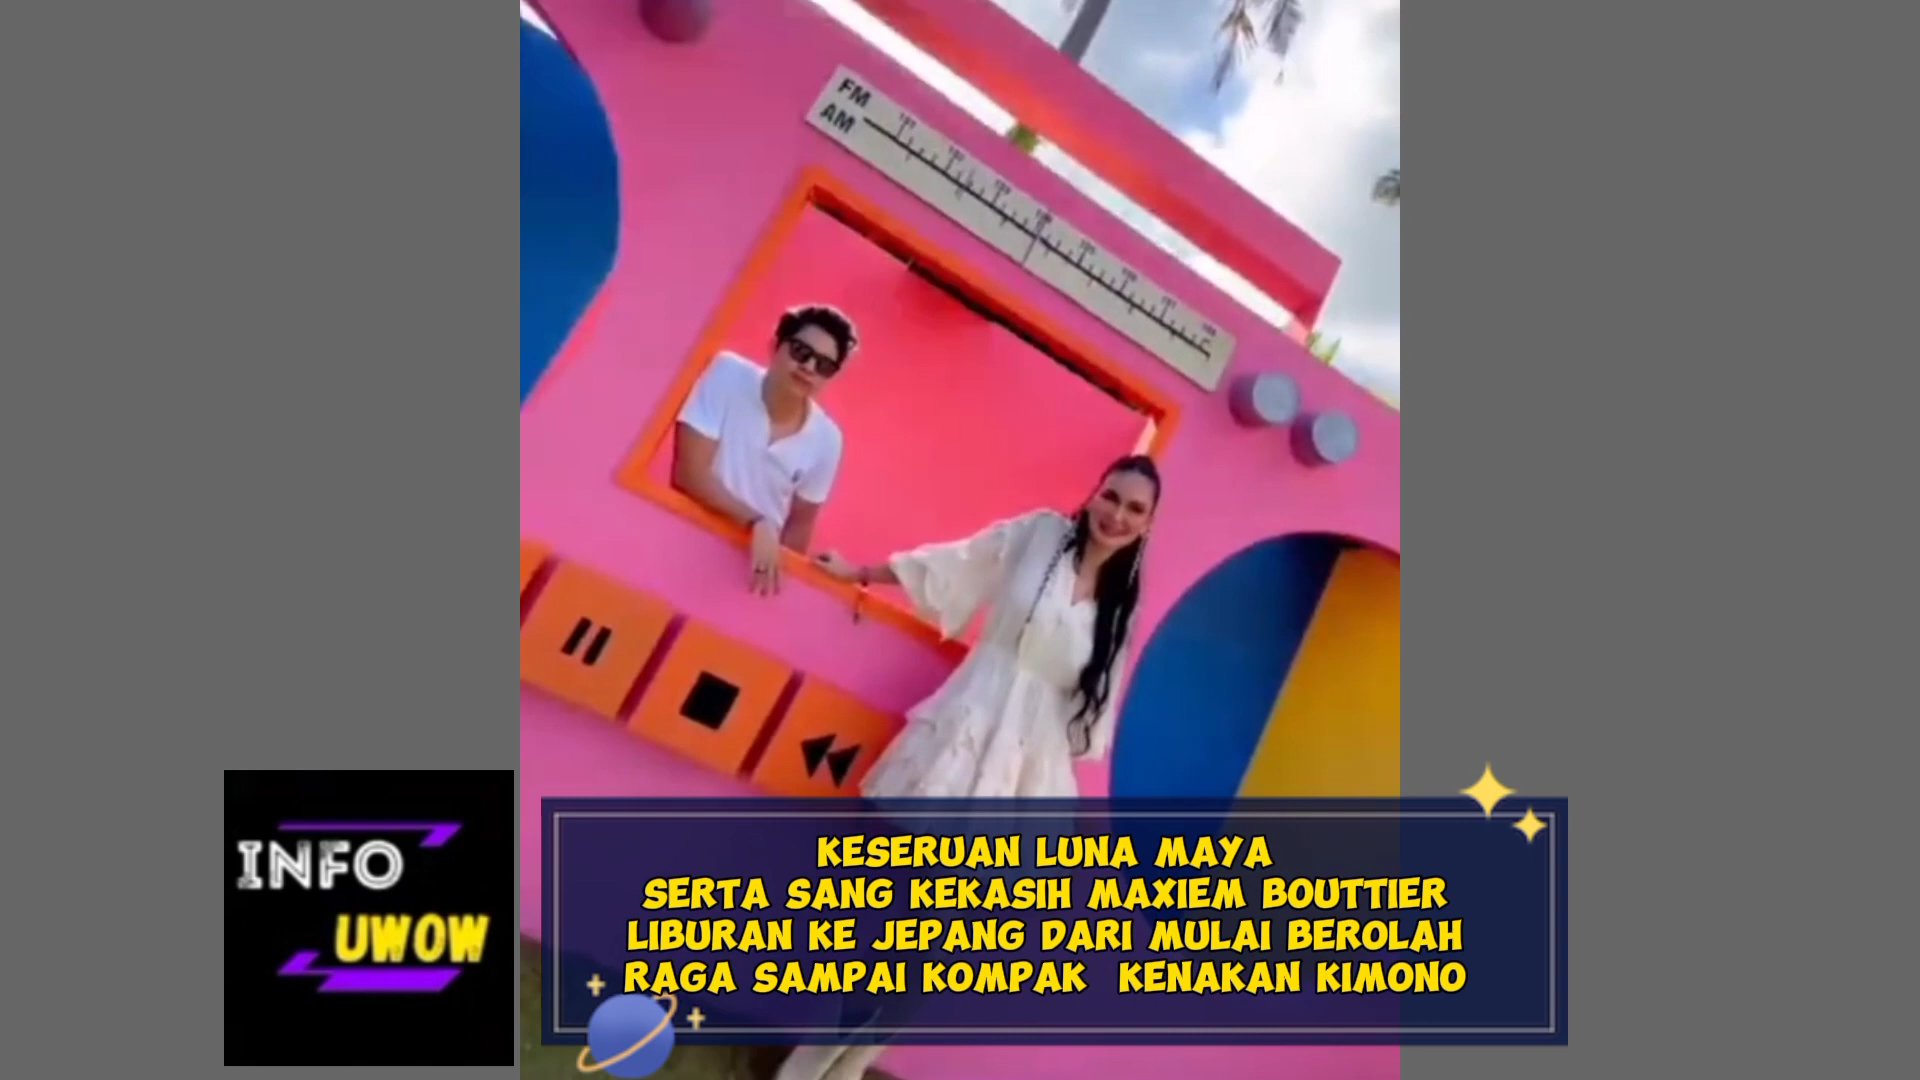 FM
AM
INFO
UWOW
KESERUAN LUNA MAYA
SERTA SANG KEKASIH MAXIEM BOUTTIER
LIBURAN KE JEPANG DARI MULAI BEROLAH
RAGA SAMPAI KOMPAK KENAKAN KIMONO